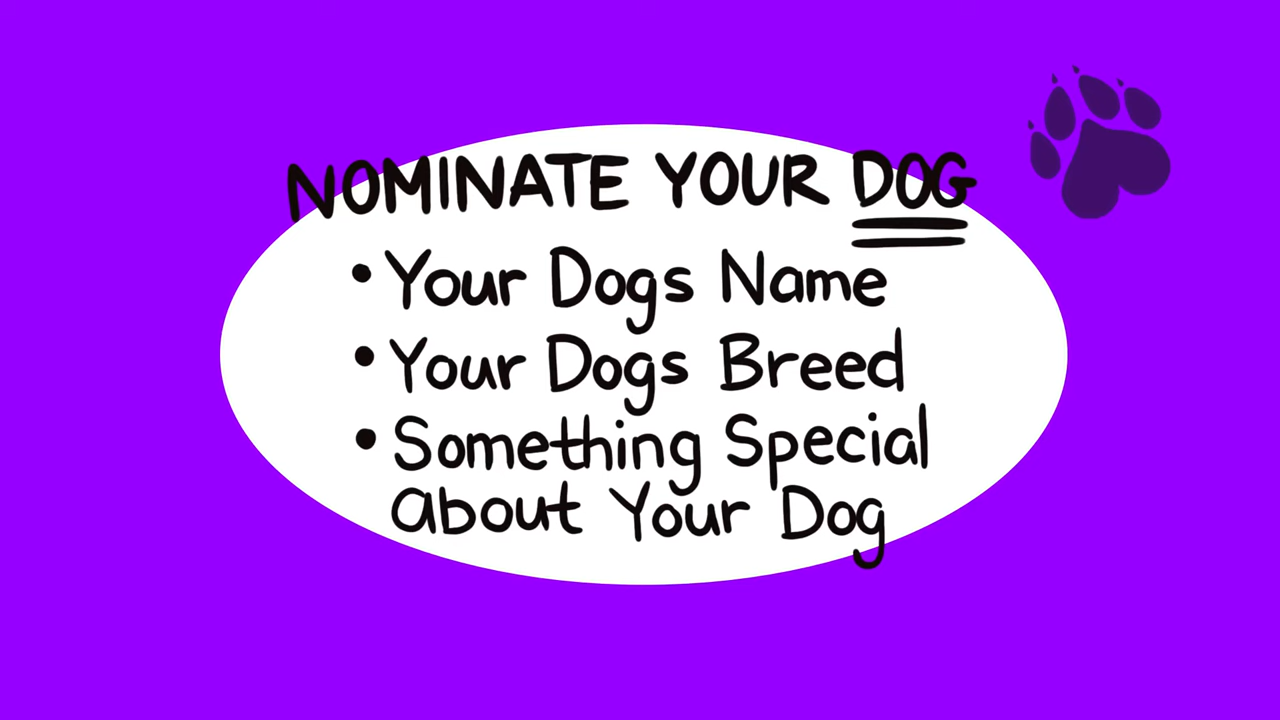 NOMINATE YOUR DOG
• Your Dogs Name
• Your Dogs Breed
• Something Special
about Your Dog